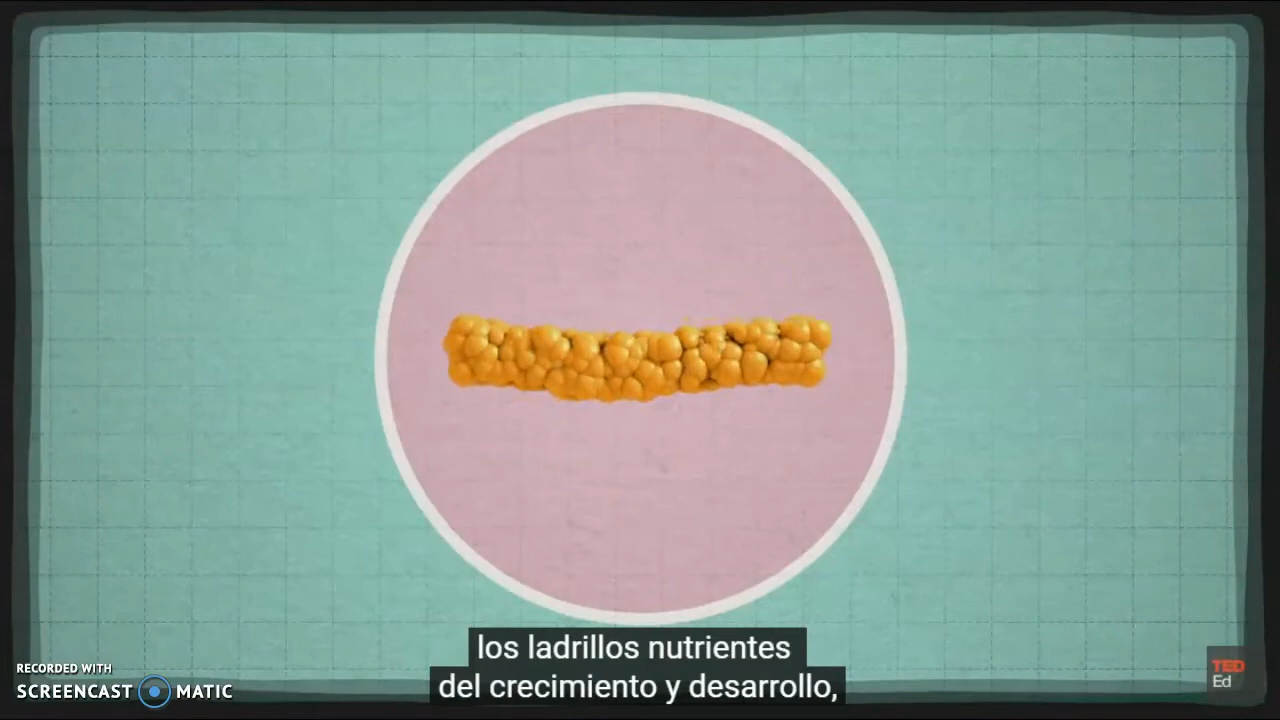 los ladrillos nutrientes
del crecimiento y desarrollo,
RECORDED WITH
SCREENCAST MATIC
TED
Ed